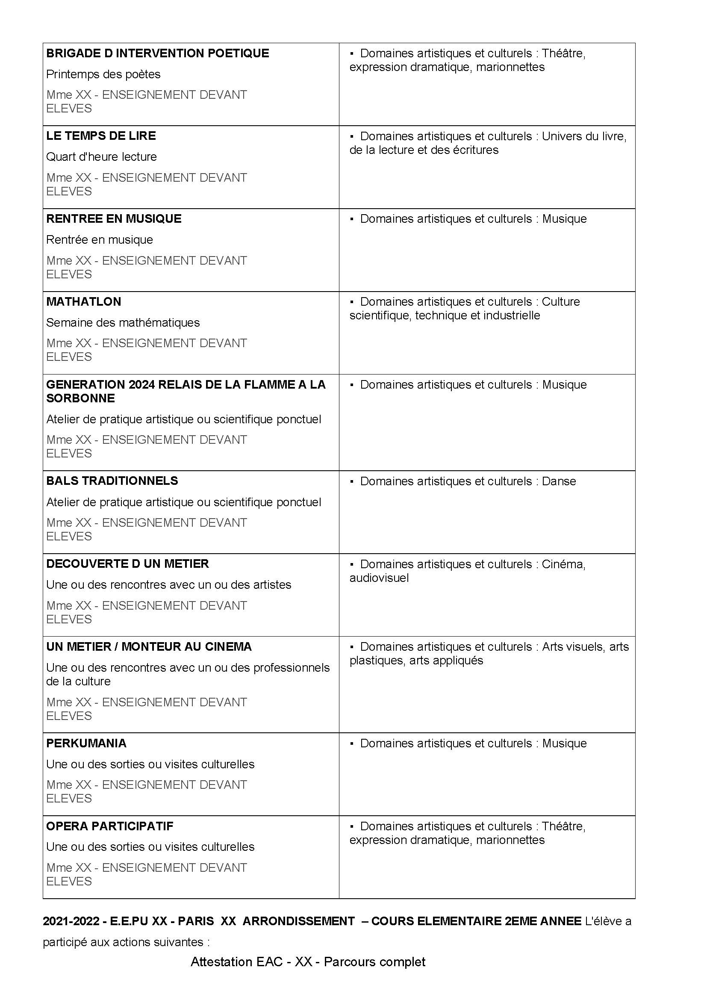 BRIGADE D INTERVENTION POETIQUE
Printemps des poètes
Mme XX - ENSEIGNEMENT DEVANT
ELEVES
▪ Domaines artistiques et culturels : Théâtre,
expression dramatique, marionnettes
LE TEMPS DE LIRE
Quart d'heure lecture
Mme XX - ENSEIGNEMENT DEVANT
ELEVES
▪ Domaines artistiques et culturels : Univers du livre,
de la lecture et des écritures
RENTREE EN MUSIQUE
Rentrée en musique
Mme XX - ENSEIGNEMENT DEVANT
ELEVES
▪ Domaines artistiques et culturels : Musique
MATHATLON
Semaine des mathématiques
Mme XX - ENSEIGNEMENT DEVANT
ELEVES
▪ Domaines artistiques et culturels : Culture
scientifique, technique et industrielle
GENERATION 2024 RELAIS DE LA FLAMME A LA
SORBONNE
Atelier de pratique artistique ou scientifique ponctuel
Mme XX - ENSEIGNEMENT DEVANT
ELEVES
▪ Domaines artistiques et culturels : Musique
BALS TRADITIONNELS
Atelier de pratique artistique ou scientifique ponctuel
Mme XX - ENSEIGNEMENT DEVANT
ELEVES
▪ Domaines artistiques et culturels : Danse
DECOUVERTE D UN METIER
Une ou des rencontres avec un ou des artistes
Mme XX - ENSEIGNEMENT DEVANT
ELEVES
▪ Domaines artistiques et culturels : Cinéma,
audiovisuel
UN METIER / MONTEUR AU CINEMA
Une ou des rencontres avec un ou des professionnels
de la culture
Mme XX - ENSEIGNEMENT DEVANT
ELEVES
▪ Domaines artistiques et culturels : Arts visuels, arts
plastiques, arts appliqués
PERKUMANIA
Une ou des sorties ou visites culturelles
Mme XX - ENSEIGNEMENT DEVANT
ELEVES
▪ Domaines artistiques et culturels : Musique
OPERA PARTICIPATIF
Une ou des sorties ou visites culturelles
Mme XX - ENSEIGNEMENT DEVANT
ELEVES
▪ Domaines artistiques et culturels : Théâtre,
expression dramatique, marionnettes
2021-2022 - E.E.PU XX - PARIS XX ARRONDISSEMENT – COURS ELEMENTAIRE 2EME ANNEE L'élève a
participé aux actions suivantes :
Attestation EAC - XX - Parcours complet